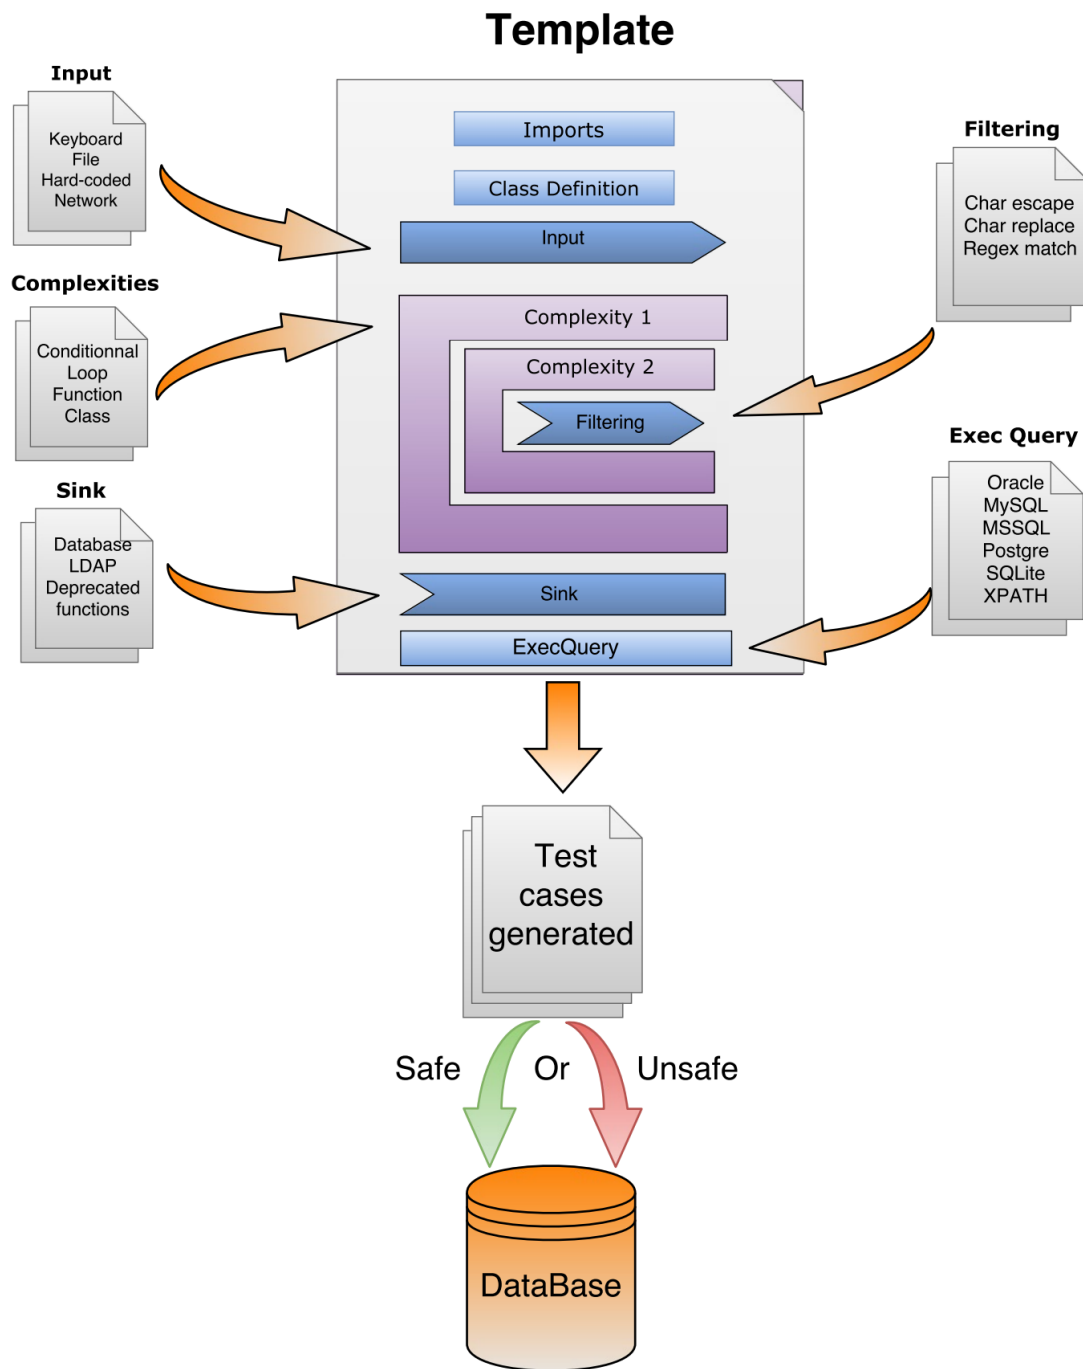 Template
Input
Keyboard
File
Hard-coded
Network
Complexities
Conditionnal
Loop
Function
Class
Sink
Database
LDAP
Deprecated
functions
Imports
Class Definition
Input
Complexity 1
Complexity 2
Filtering
Sink
ExecQuery
Filtering
Char escape
Char replace
Regex match
Exec Query
Oracle
MySQL
MSSQL
Postgre
SQLite
XPATH
Test
cases
generated
Safe Or Unsafe
DataBase